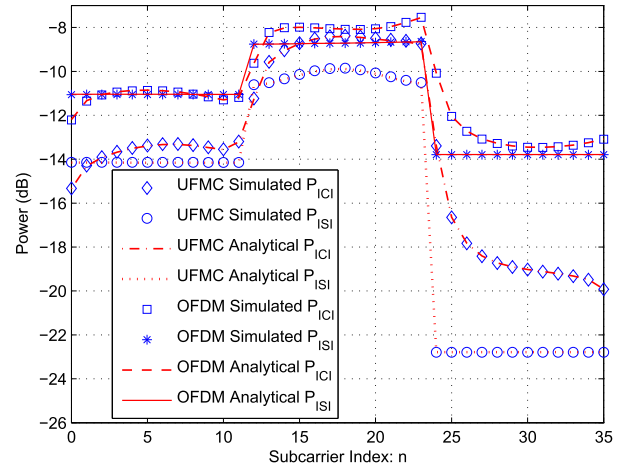 −8
−10
−12
−14
−16
−18
−20
−22
−24
−26
Power (dB)
UFMC Simulated P_ICI
UFMC Simulated P_ISI
UFMC Analytical P_ICI
UFMC Analytical P_ISI
OFDM Simulated P_ICI
OFDM Simulated P_ISI
OFDM Analytical P_ICI
OFDM Analytical P_ISI
0 5 10 15 20 25 30 35
Subcarrier Index: n